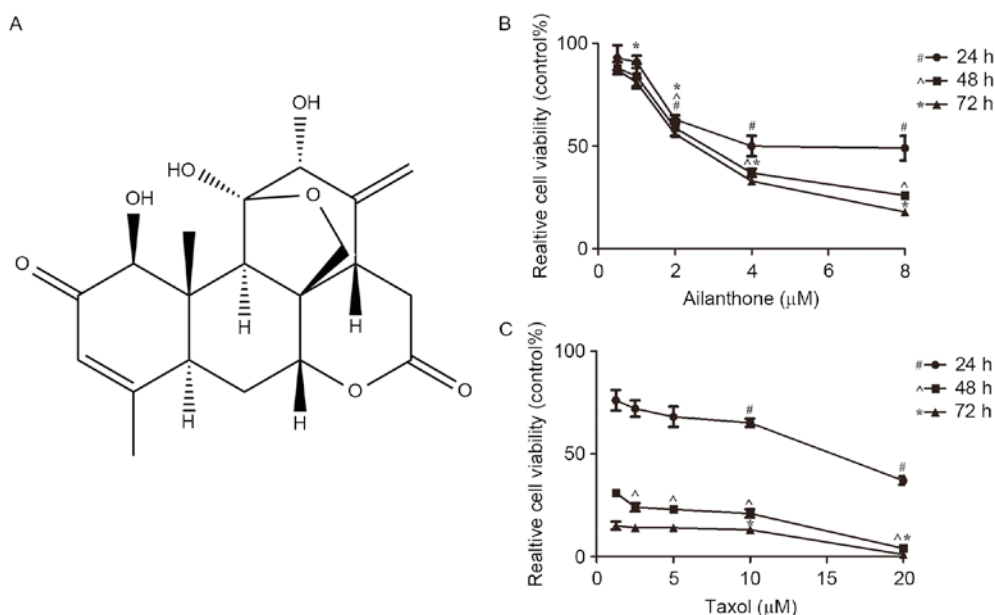 A
OH
OH
HO
O
O
H
H
H
H
O
O
B
Realtive cell viability (control%)
100
50
0
0
2
4
6
8
Ailanthone (μM)
*
*
^
#
#
^*
#
^
*
# 24 h
^ 48 h
* 72 h
C
Realtive cell viability (control%)
100
50
0
0
5
10
15
20
Taxol (μM)
#
#
^
^
^
*
^*
# 24 h
^ 48 h
* 72 h